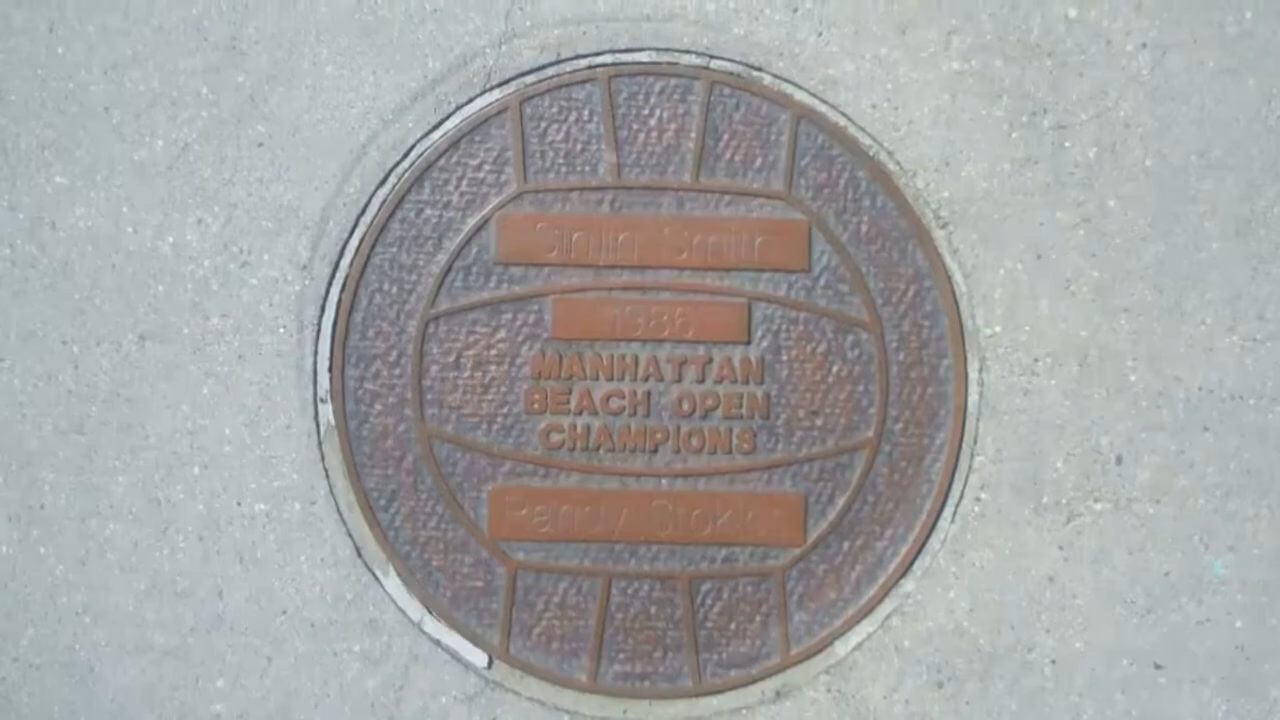 Sinjin Smith
1986
MANHATTAN
BEACH OPEN
CHAMPIONS
Randy Stoklos